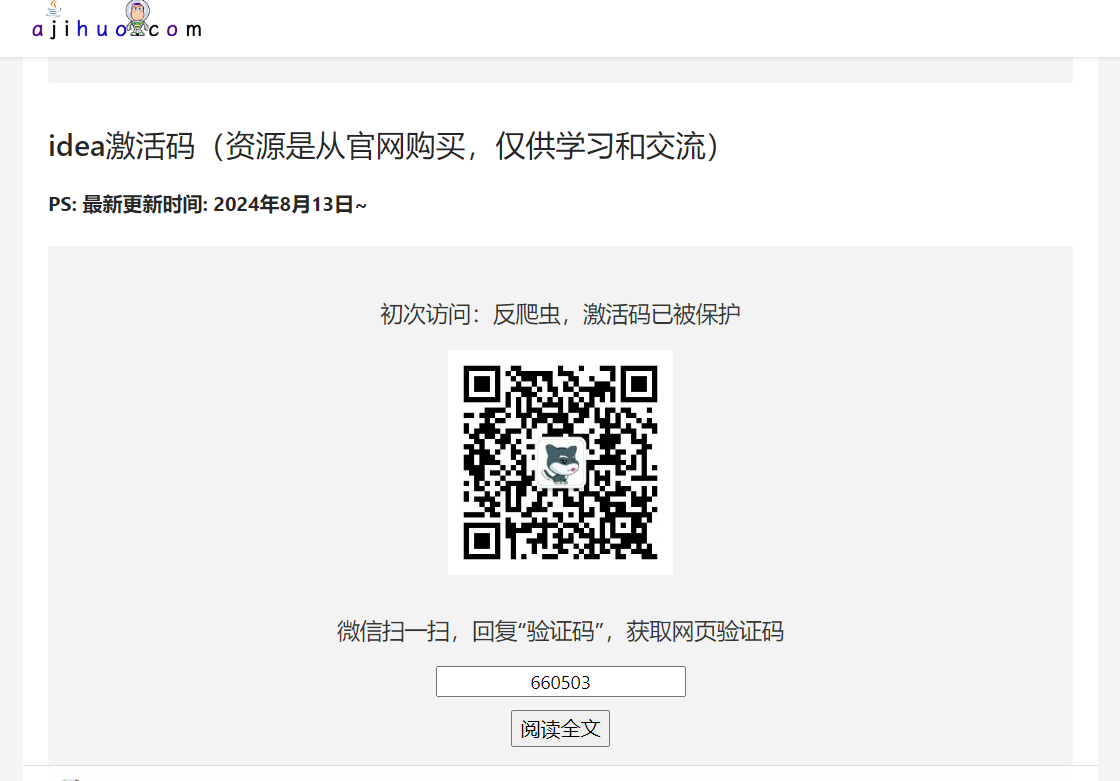 ajihuo com
idea激活码（资源是从官网购买，仅供学习和交流）
PS: 最新更新时间: 2024年8月13日~
初次访问：反爬虫，激活码已被保护
微信扫一扫，回复“验证码”，获取网页验证码
660503
阅读全文